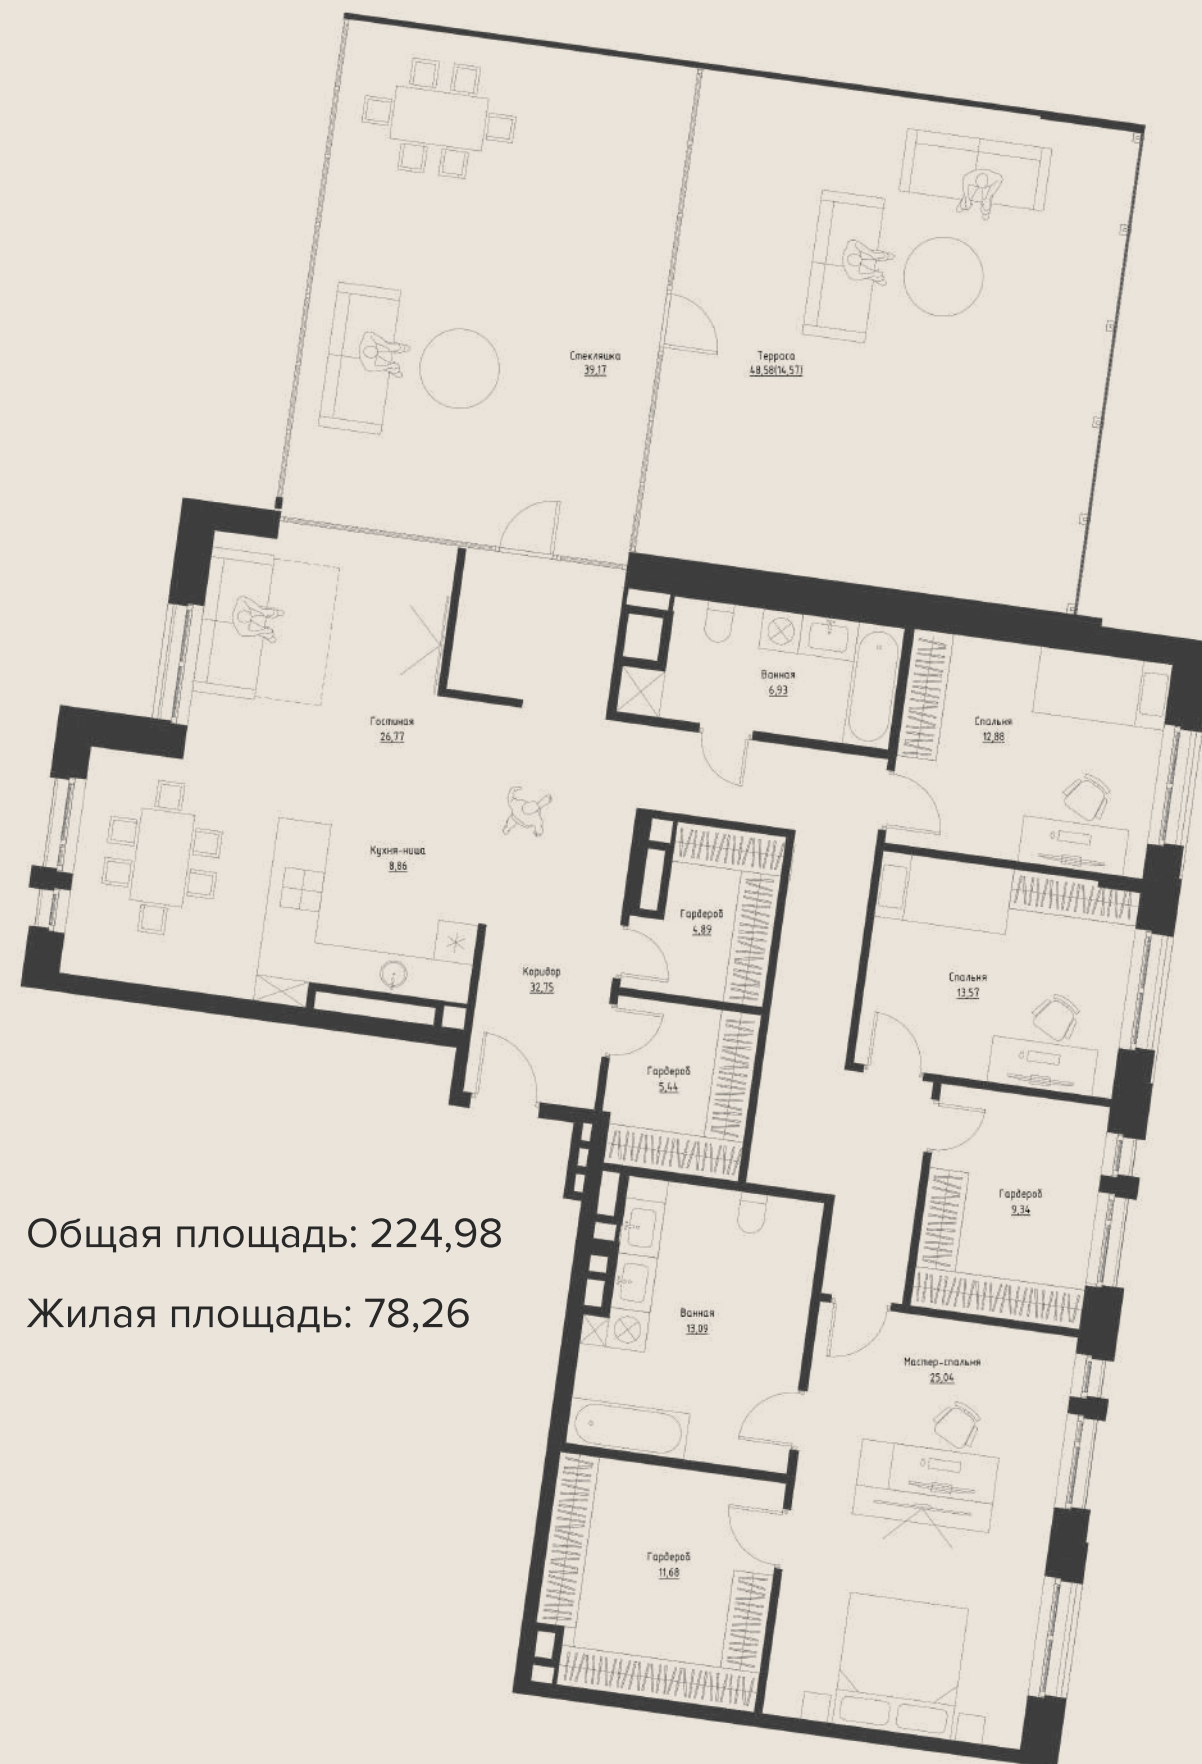 Стекляшка
39,17
Терраса
48,58(14,57)
Ванная
6,93
Гостиная
26,77
Спальня
12,88
Кухня-ниша
8,86
Гардероб
4,89
Коридор
32,75
Спальня
13,57
Гардероб
5,44
Гардероб
9,34
Общая площадь: 224,98
Жилая площадь: 78,26
Ванная
13,09
Мастер-спальня
25,04
Гардероб
11,68